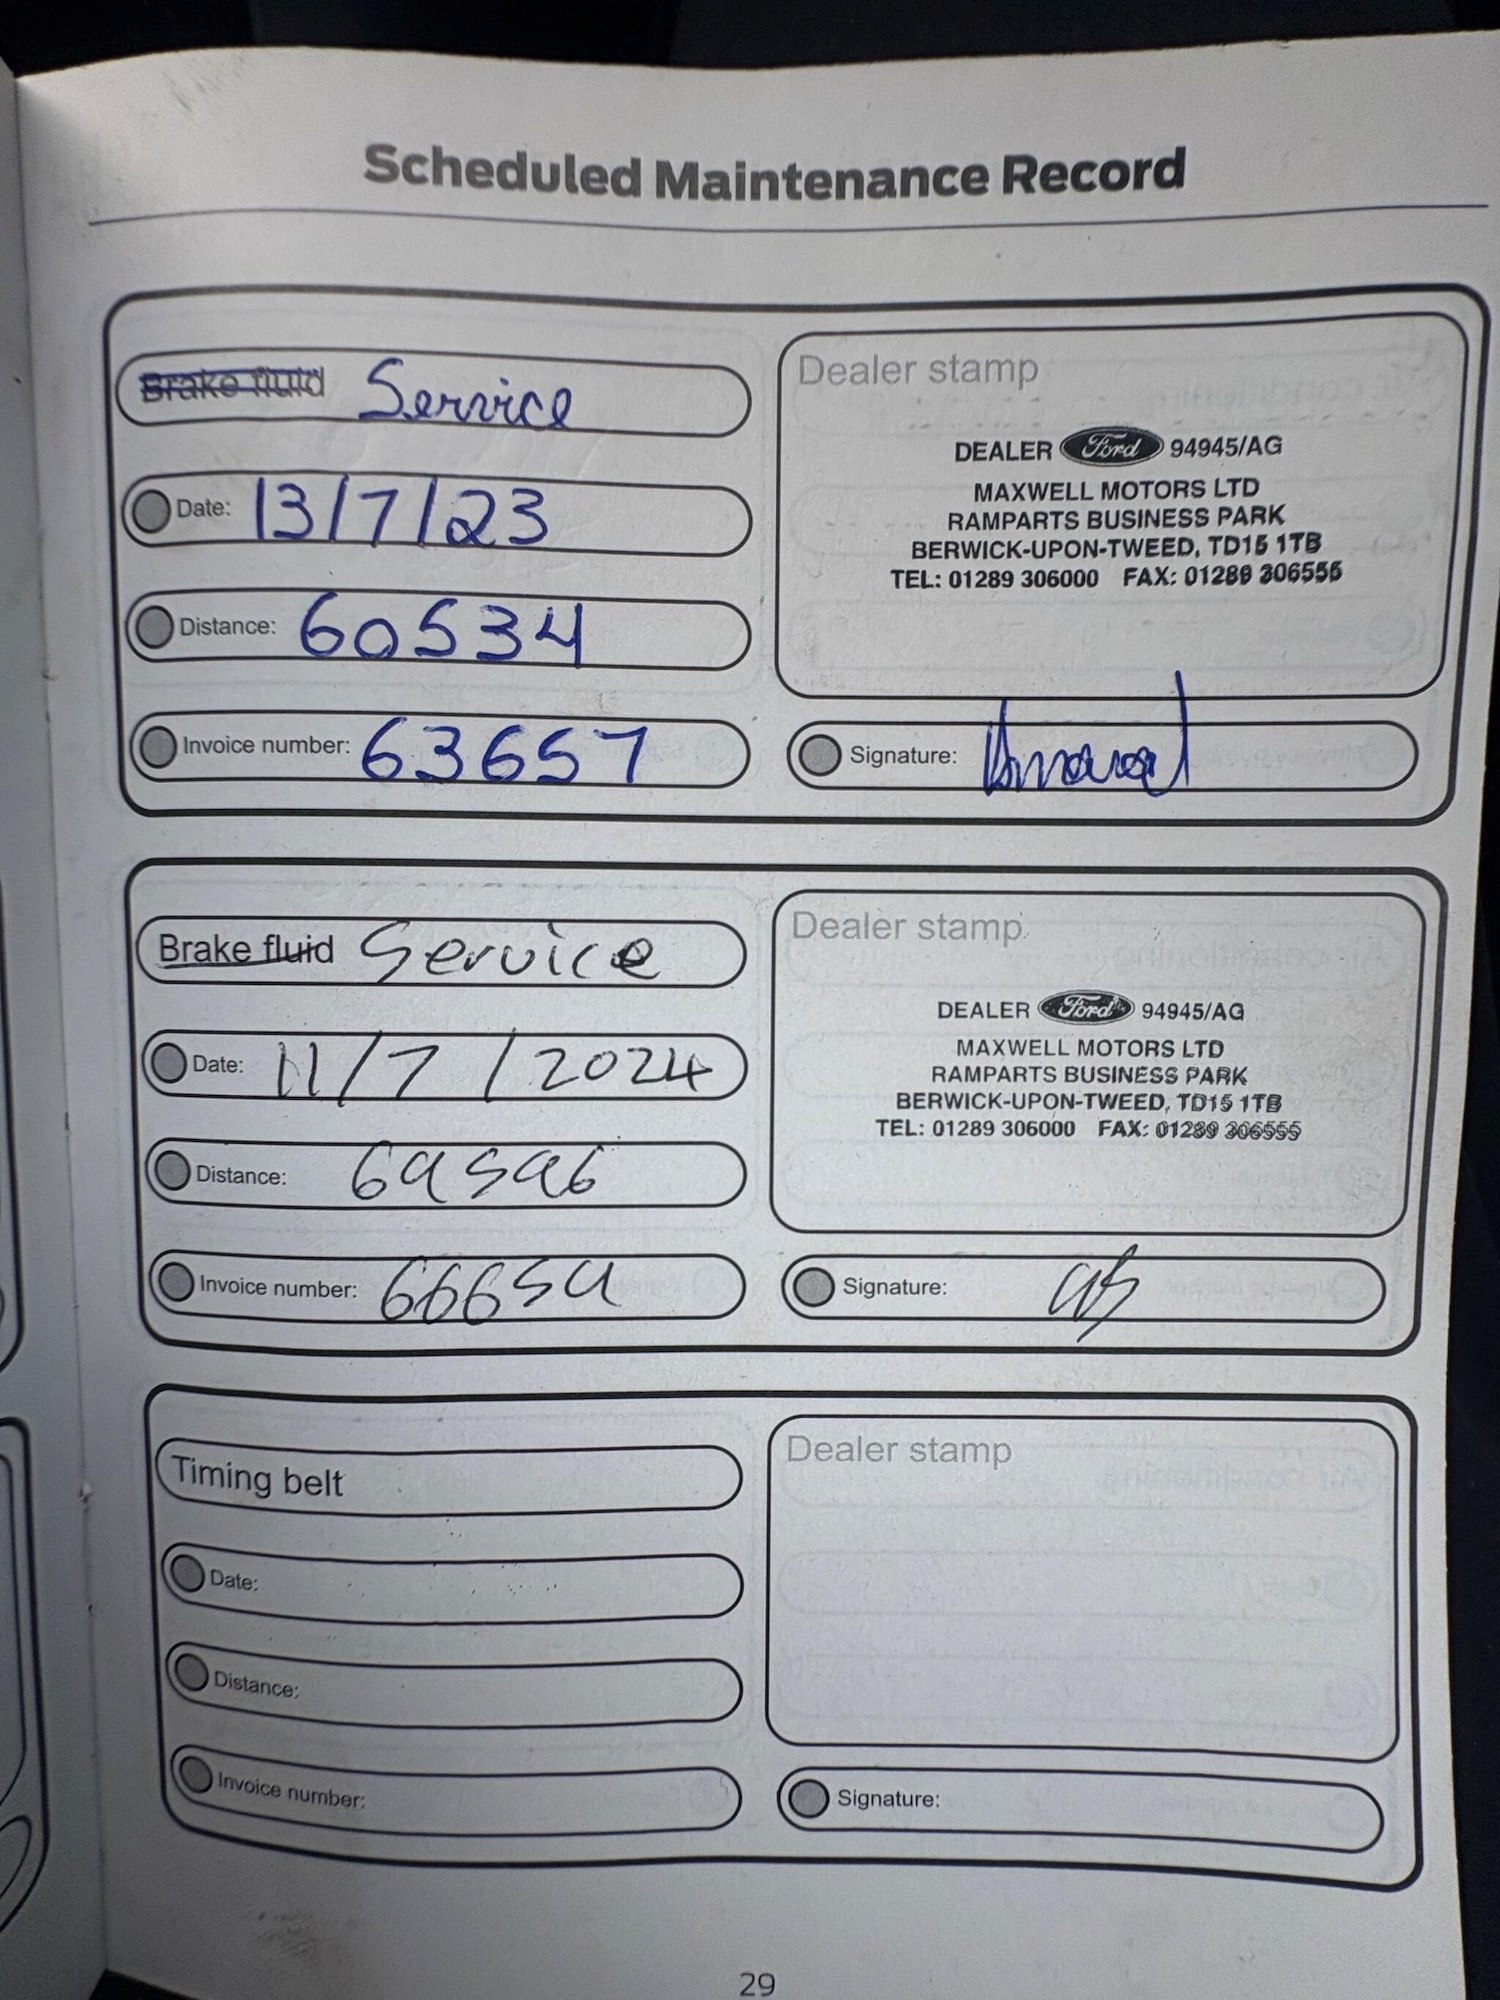 Scheduled Maintenance Record
Brake fluid Service
Date: 13/7/23
Distance: 60534
Invoice number: 63657
Dealer stamp
DEALER Ford 94945/AG
MAXWELL MOTORS LTD
RAMPARTS BUSINESS PARK
BERWICK-UPON-TWEED, TD15 1TB
TEL: 01289 306000 FAX: 01289 306555
Signature:
Brake fluid Service
Date: 11/7/2024
Distance: 69596
Invoice number: 66659
Dealer stamp
DEALER Ford 94945/AG
MAXWELL MOTORS LTD
RAMPARTS BUSINESS PARK
BERWICK-UPON-TWEED, TD15 1TB
TEL: 01289 306000 FAX: 01289 306555
Signature:
Timing belt
Date:
Distance:
Invoice number:
Dealer stamp
Signature:
29